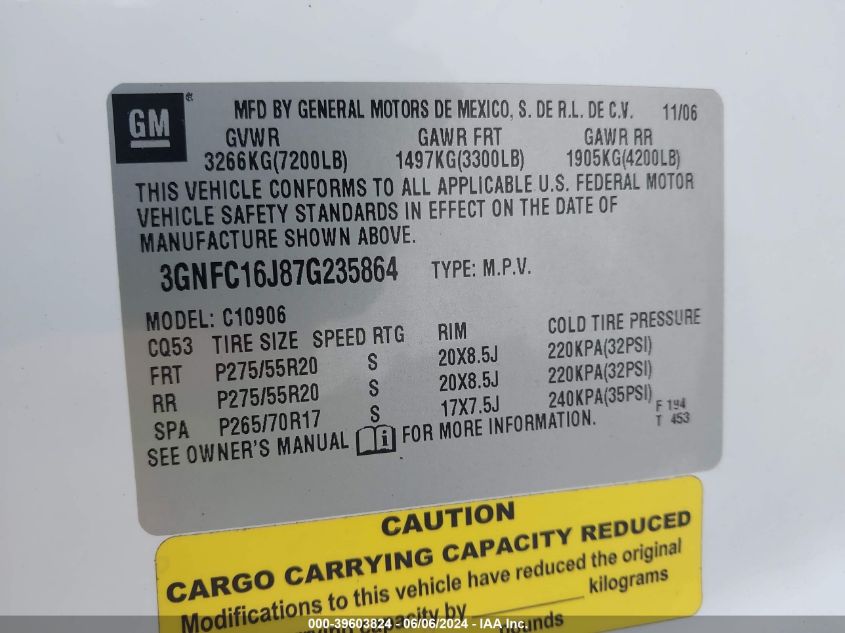 GM®
MFD BY GENERAL MOTORS DE MEXICO, S. DE R.L. DE C.V. 11/06
GVWR GAWR FRT GAWR RR
3266KG(7200LB) 1497KG(3300LB) 1905KG(4200LB)
THIS VEHICLE CONFORMS TO ALL APPLICABLE U.S. FEDERAL MOTOR
VEHICLE SAFETY STANDARDS IN EFFECT ON THE DATE OF
MANUFACTURE SHOWN ABOVE.
3GNFC16J87G235864 TYPE: M.P.V.
MODEL: C10906
CQ53 TIRE SIZE SPEED RTG RIM COLD TIRE PRESSURE
FRT P275/55R20 S 20X8.5J 220KPA(32PSI)
RR P275/55R20 S 20X8.5J 220KPA(32PSI)
SPA P265/70R17 S 17X7.5J 240KPA(35PSI)
F 194
T 453
SEE OWNER'S MANUAL i FOR MORE INFORMATION.
CAUTION
CARGO CARRYING CAPACITY REDUCED
Modifications to this vehicle have reduced the original
carrying capacity by ________ kilograms
pounds
000-39603824 - 06/06/2024 - IAA Inc.